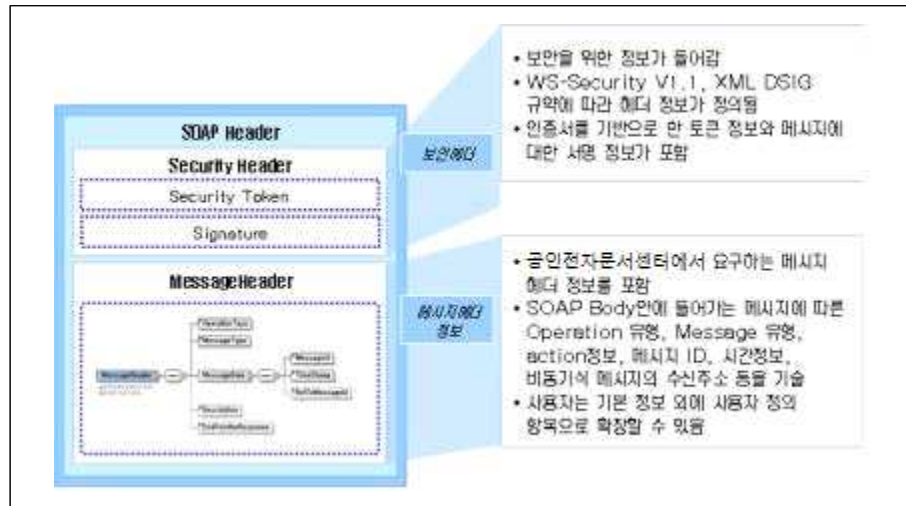 SOAP Header
Security Header
Security Token
Signature
MessageHeader
OperationType
MessageType
MessageHeader
MessageData
MessageId
TimeStamp
RefToMessageId
Description
보안헤더
• 보안을 위한 정보가 들어감
• WS-Security V1.1, XML DSIG
규약에 따라 헤더 정보가 정의됨
• 인증서를 기반으로 한 토큰 정보와 메시지에
대한 서명 정보가 포함
메시지헤더
정보
• 공인전자문서센터에서 요구하는 메시지
헤더 정보를 포함
• SOAP Body안에 들어가는 메시지에 따른
Operation 유형, Message 유형,
action정보, 메시지 ID, 시간정보,
비동기식 메시지의 수신주소 등을 기술
• 사용자는 기본 정보 외에 사용자 정의
항목으로 확장할 수 있음